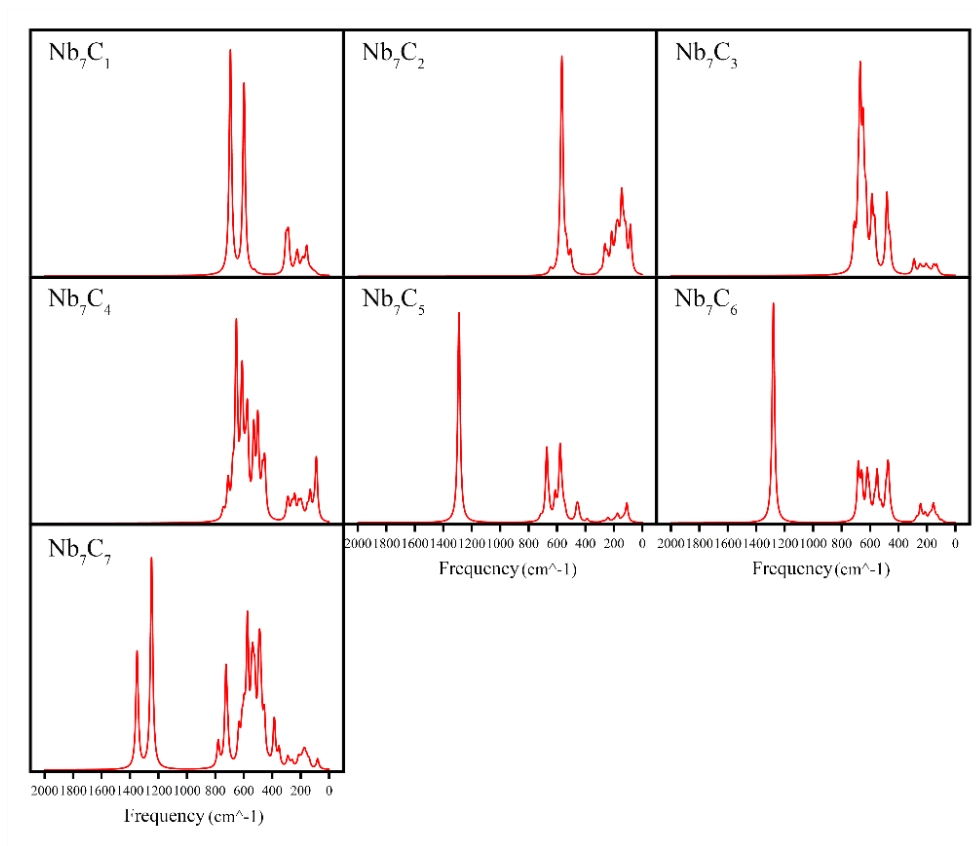 Nb₇C₁ Nb₇C₂ Nb₇C₃
Nb₇C₄ Nb₇C₅ Nb₇C₆
2000 1800 1600 1400 1200 1000 800 600 400 200 0 2000 1800 1600 1400 1200 1000 800 600 400 200 0
Frequency (cm^-1) Frequency (cm^-1)
Nb₇C₇
2000 1800 1600 1400 1200 1000 800 600 400 200 0
Frequency (cm^-1)